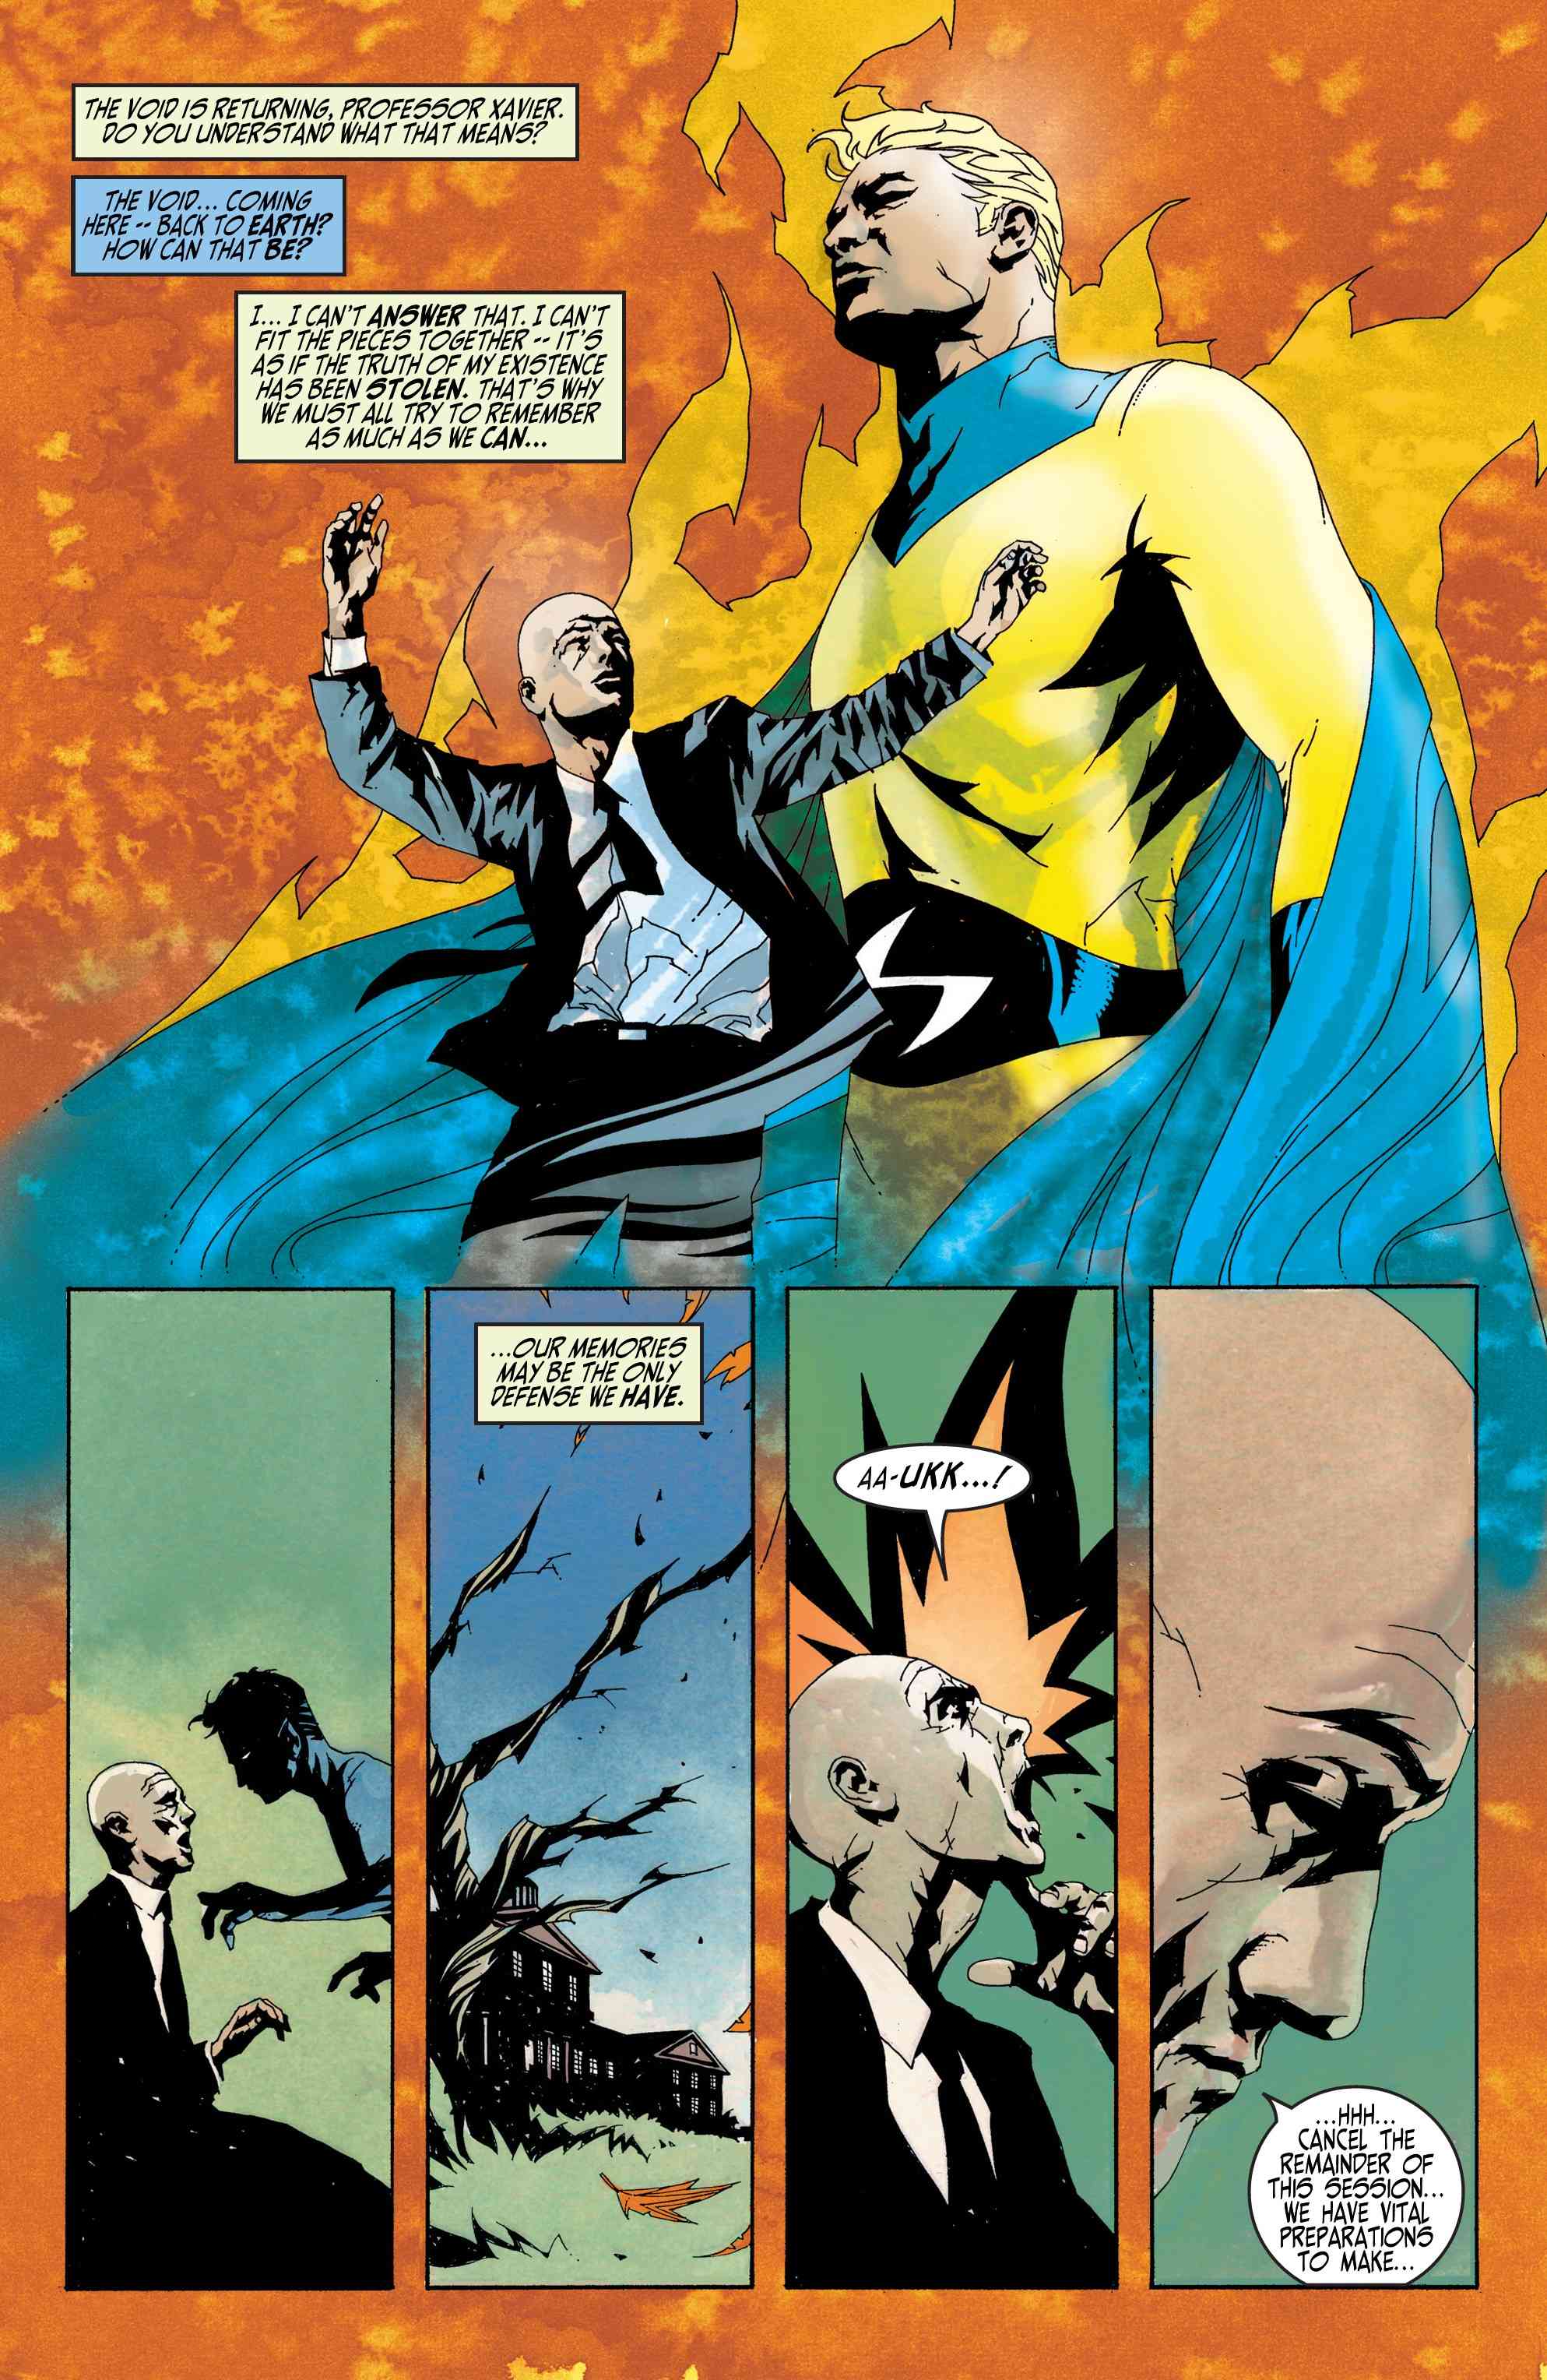 THE VOID IS RETURNING, PROFESSOR XAVIER.
DO YOU UNDERSTAND WHAT THAT MEANS?
THE VOID... COMING
HERE -- BACK TO EARTH?
HOW CAN THAT BE?
I... I CAN'T ANSWER THAT. I CAN'T
FIT THE PIECES TOGETHER -- IT'S
AS IF THE TRUTH OF MY EXISTENCE
HAS BEEN STOLEN. THAT'S WHY
WE MUST ALL TRY TO REMEMBER
AS MUCH AS WE CAN...
...OUR MEMORIES
MAY BE THE ONLY
DEFENSE WE HAVE.
AA-UKK...!
...HHH...
CANCEL THE
REMAINDER OF
THIS SESSION...
WE HAVE VITAL
PREPARATIONS
TO MAKE...